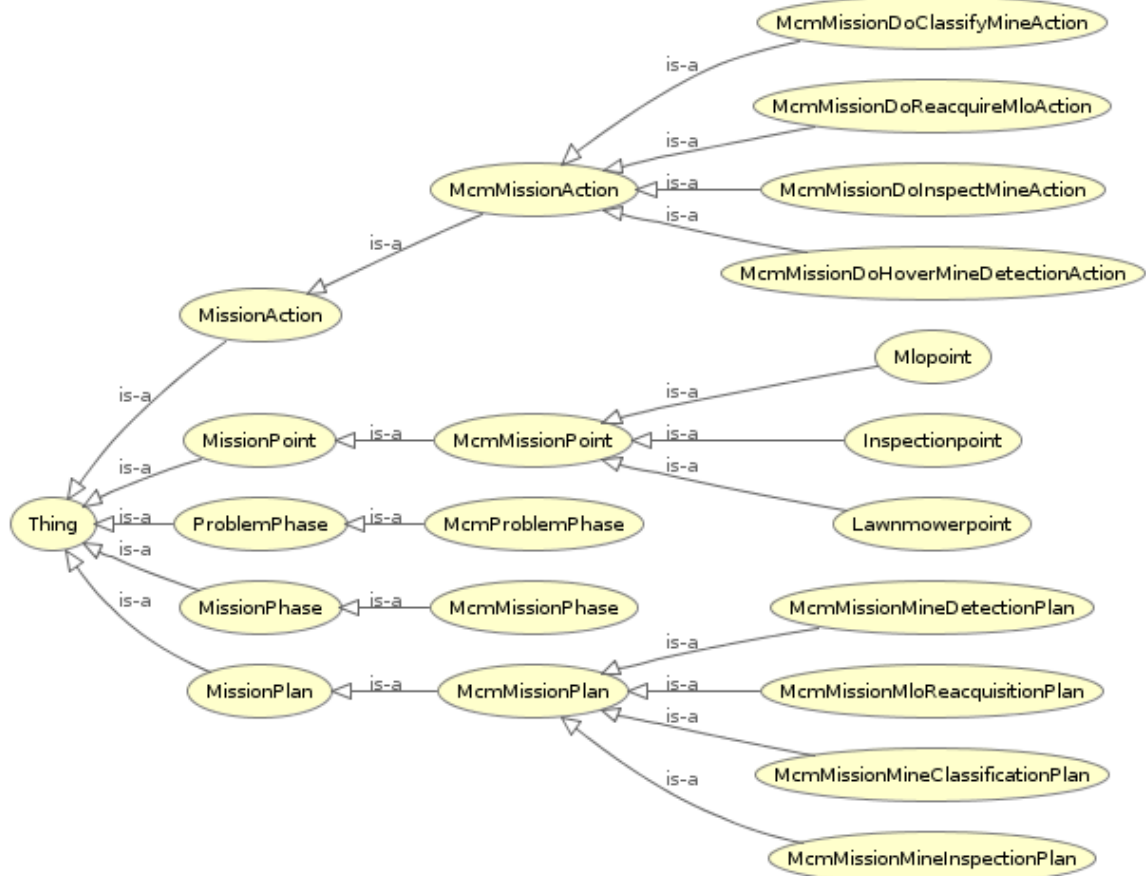 McmMissionDoClassifyMineAction
is-a
McmMissionDoReacquireMloAction
is-a
McmMissionAction
is-a
McmMissionDoInspectMineAction
is-a
McmMissionDoHoverMineDetectionAction
is-a
MissionAction
Mlopoint
is-a
is-a
MissionPoint
is-a
McmMissionPoint
is-a
Inspectionpoint
is-a
is-a
Lawnmowerpoint
Thing
is-a
ProblemPhase
is-a
McmProblemPhase
is-a
MissionPhase
is-a
McmMissionPhase
McmMissionMineDetectionPlan
is-a
is-a
MissionPlan
is-a
McmMissionPlan
is-a
McmMissionMloReacquisitionPlan
is-a
McmMissionMineClassificationPlan
is-a
McmMissionMineInspectionPlan